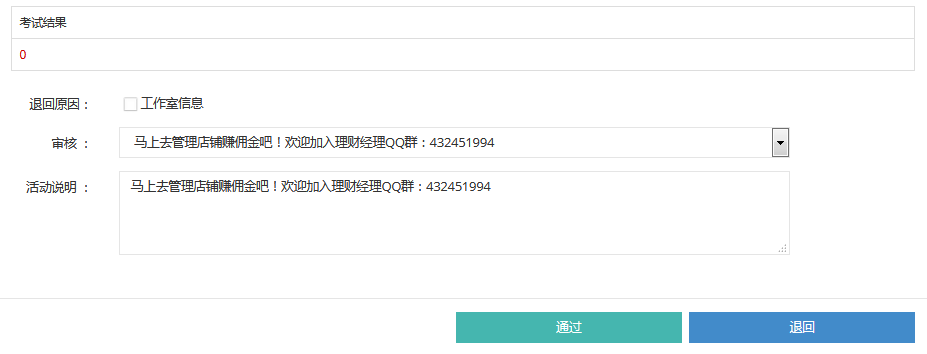 考试结果
0
退回原因： 工作室信息
审核 ： 马上去管理店铺赚佣金吧！欢迎加入理财经理QQ群：432451994
活动说明 ： 马上去管理店铺赚佣金吧！欢迎加入理财经理QQ群：432451994
通过 退回